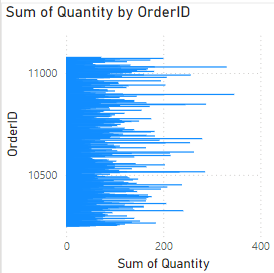 Sum of Quantity by OrderID
11000
OrderID
10500
0 200 400
Sum of Quantity